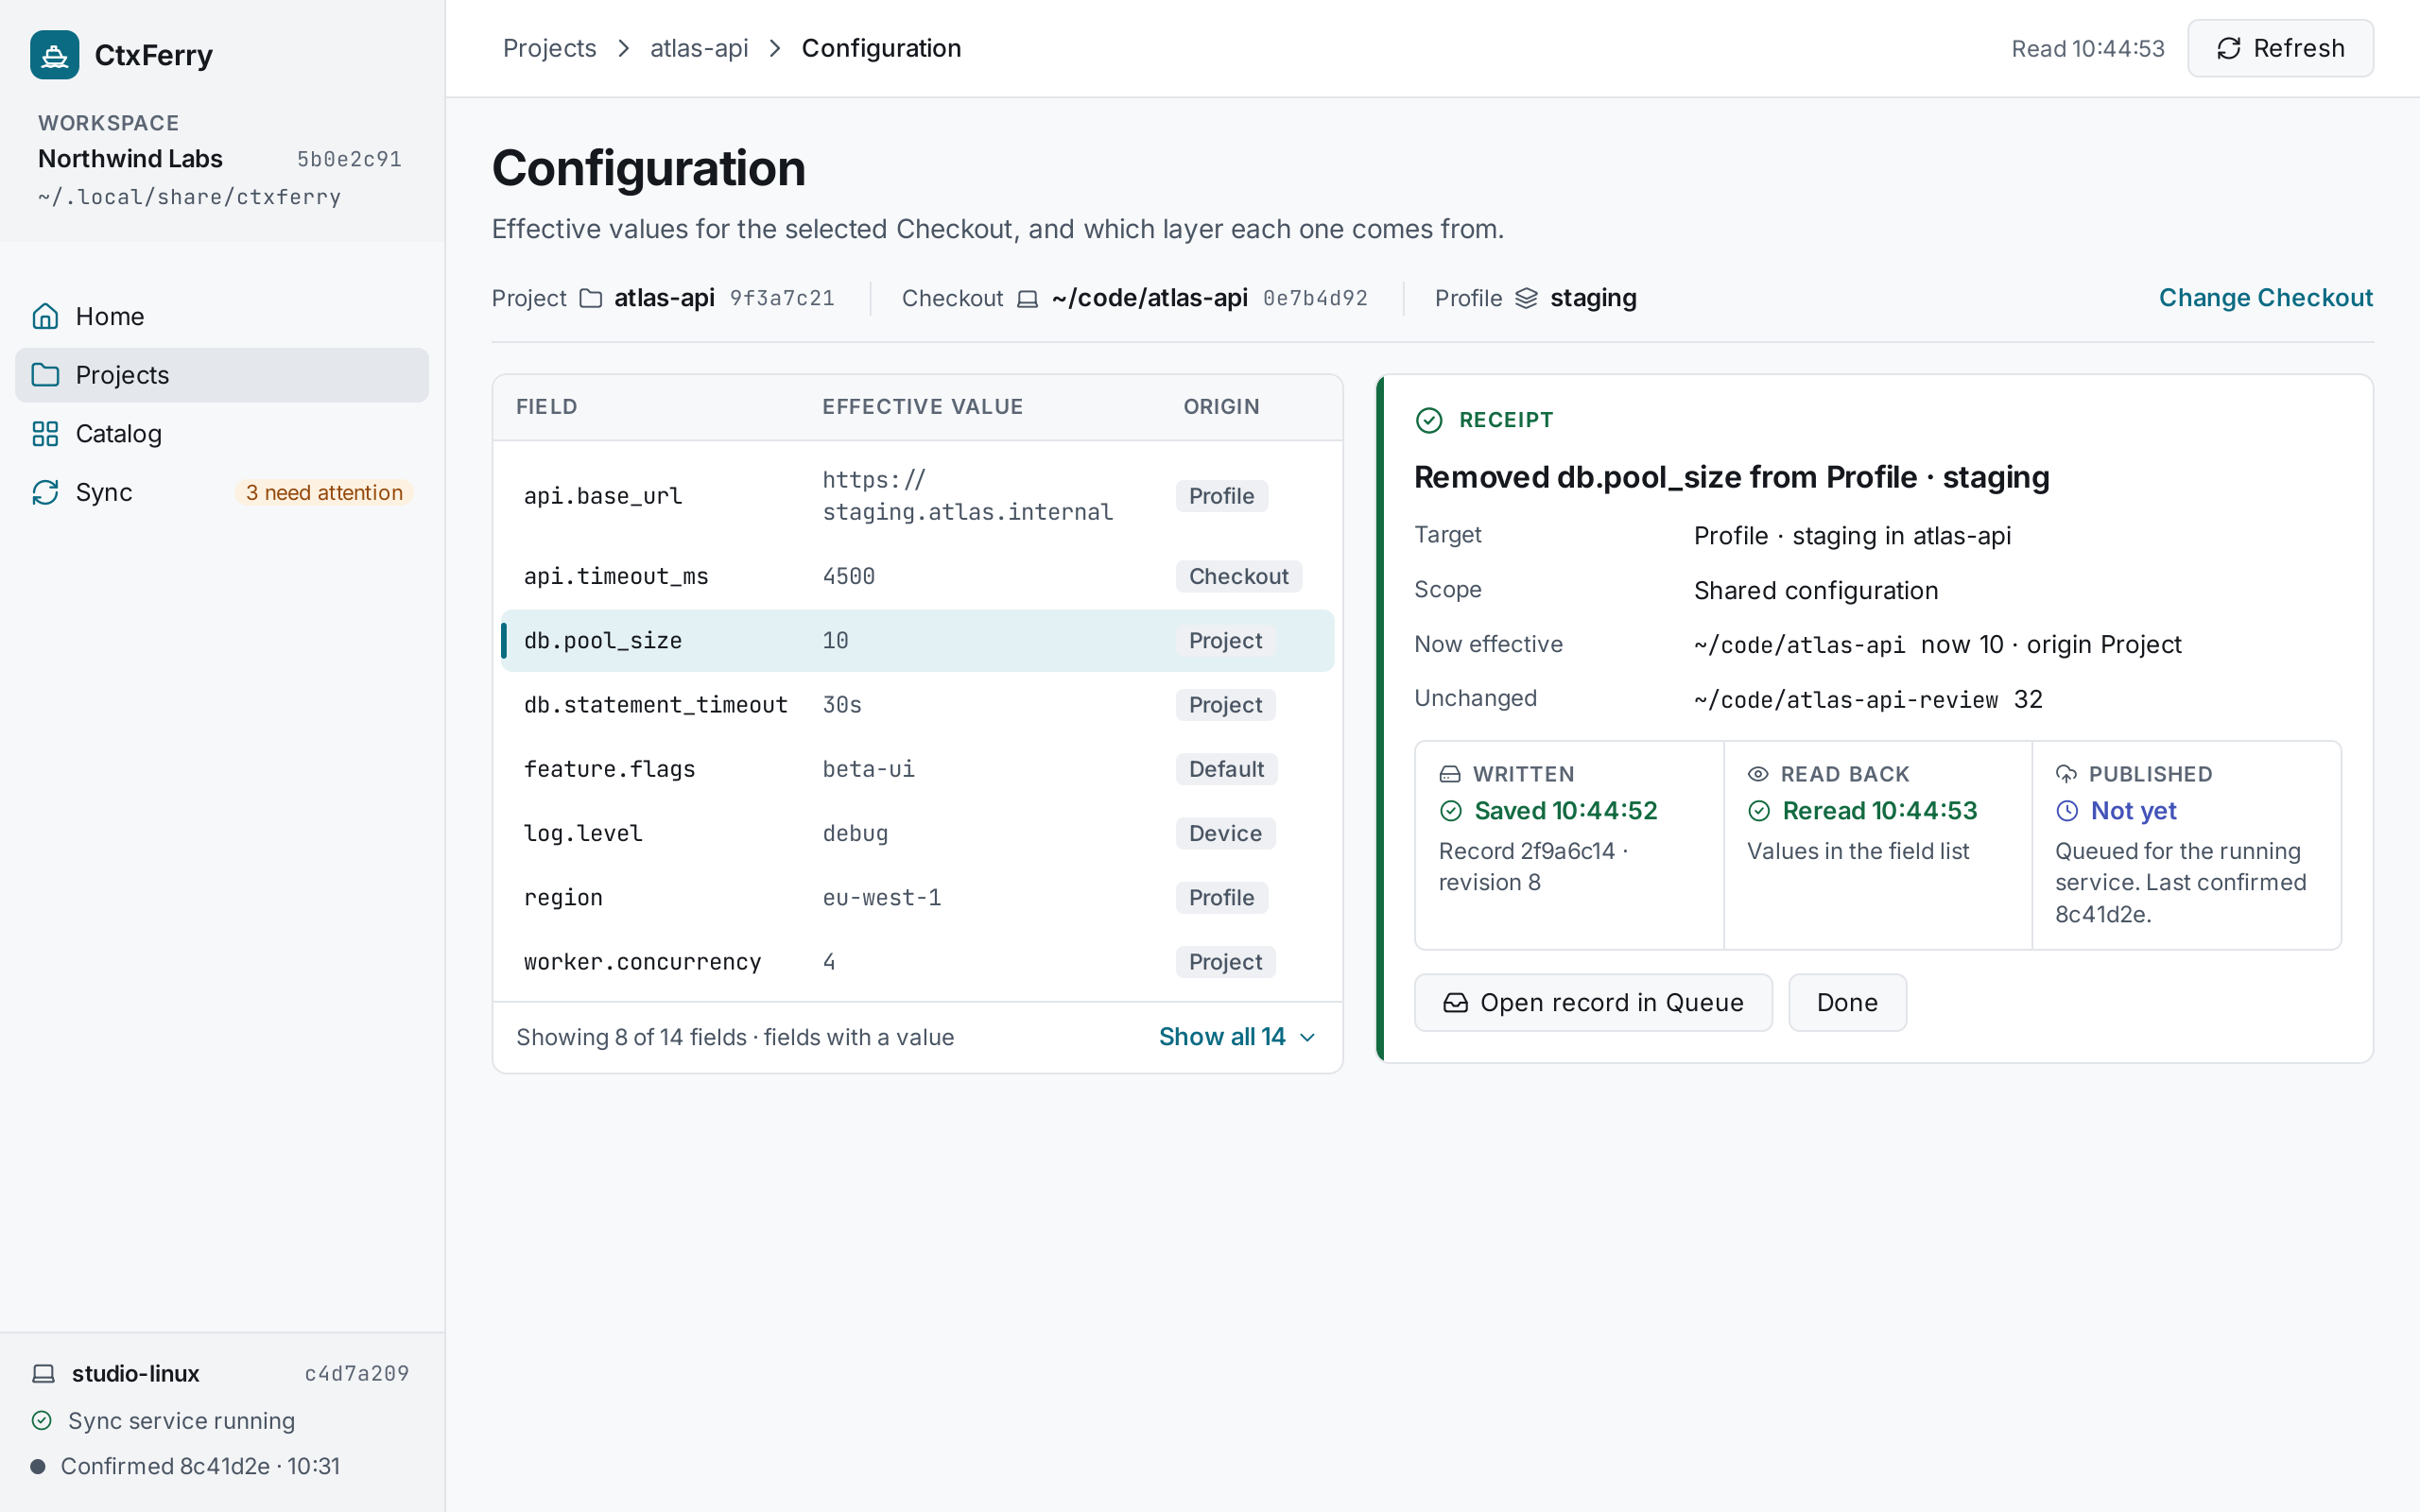 CtxFerry
WORKSPACE
Northwind Labs 5b0e2c91
~/.local/share/ctxferry
Home
Projects
Catalog
Sync 3 need attention
studio-linux c4d7a209
Sync service running
Confirmed 8c41d2e · 10:31
Projects > atlas-api > Configuration
Read 10:44:53 Refresh
Configuration
Effective values for the selected Checkout, and which layer each one comes from.
Project atlas-api 9f3a7c21 Checkout ~/code/atlas-api 0e7b4d92 Profile staging Change Checkout
FIELD EFFECTIVE VALUE ORIGIN
api.base_url https:// Profile
staging.atlas.internal
api.timeout_ms 4500 Checkout
db.pool_size 10 Project
db.statement_timeout 30s Project
feature.flags beta-ui Default
log.level debug Device
region eu-west-1 Profile
worker.concurrency 4 Project
Showing 8 of 14 fields · fields with a value Show all 14
RECEIPT
Removed db.pool_size from Profile · staging
Target Profile · staging in atlas-api
Scope Shared configuration
Now effective ~/code/atlas-api now 10 · origin Project
Unchanged ~/code/atlas-api-review 32
WRITTEN
Saved 10:44:52
Record 2f9a6c14 ·
revision 8
READ BACK
Reread 10:44:53
Values in the field list
PUBLISHED
Not yet
Queued for the running
service. Last confirmed
8c41d2e.
Open record in Queue Done